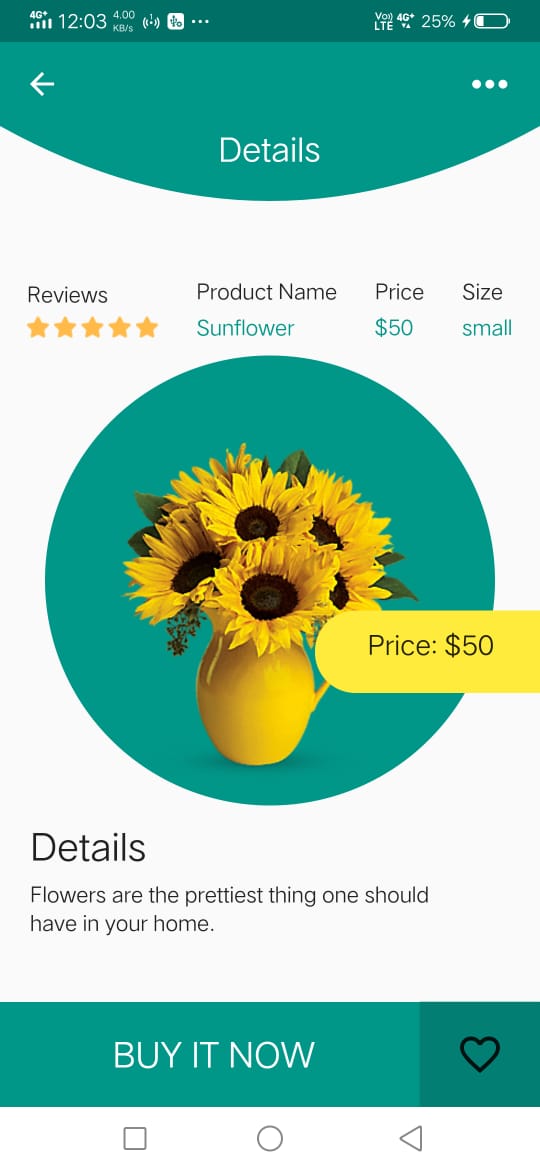 4G+ 12:03 4.00 KB/s ... Vo)) LTE 4G+ 25%
Details
Reviews Product Name Price Size
Sunflower $50 small
Price: $50
Details
Flowers are the prettiest thing one should
have in your home.
BUY IT NOW